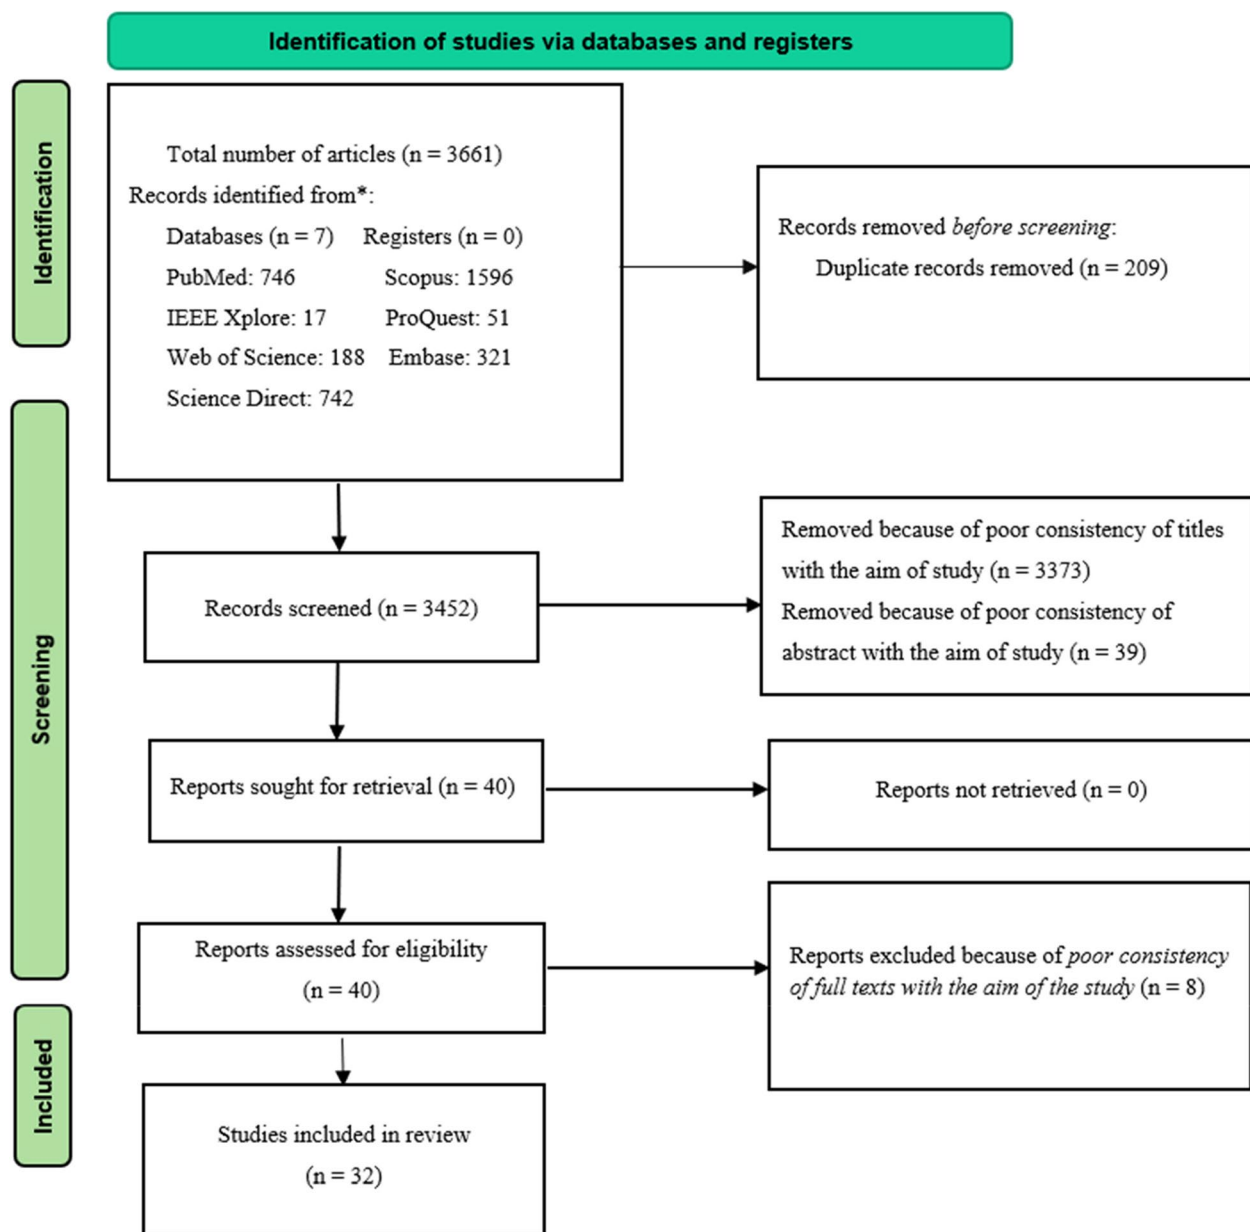 Identification of studies via databases and registers
Identification
Total number of articles (n = 3661)
Records identified from*:
Databases (n = 7) Registers (n = 0)
PubMed: 746 Scopus: 1596
IEEE Xplore: 17 ProQuest: 51
Web of Science: 188 Embase: 321
Science Direct: 742
Records removed before screening:
Duplicate records removed (n = 209)
Screening
Records screened (n = 3452)
Removed because of poor consistency of titles
with the aim of study (n = 3373)
Removed because of poor consistency of
abstract with the aim of study (n = 39)
Reports sought for retrieval (n = 40)
Reports not retrieved (n = 0)
Reports assessed for eligibility
(n = 40)
Reports excluded because of poor consistency
of full texts with the aim of the study (n = 8)
Included
Studies included in review
(n = 32)